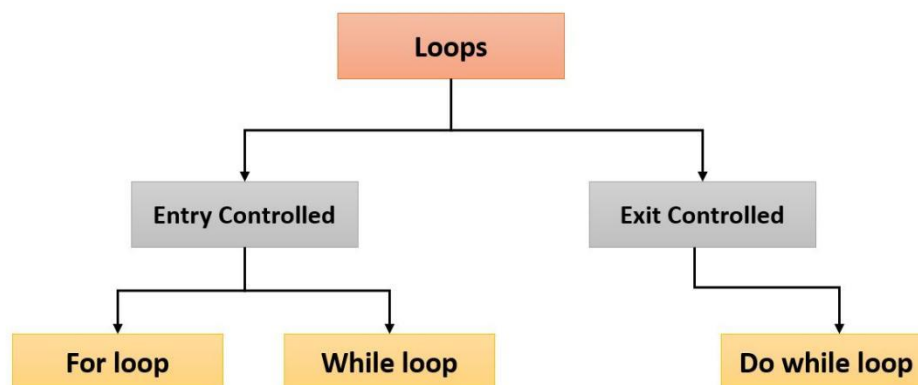 Loops
Entry Controlled
Exit Controlled
For loop
While loop
Do while loop